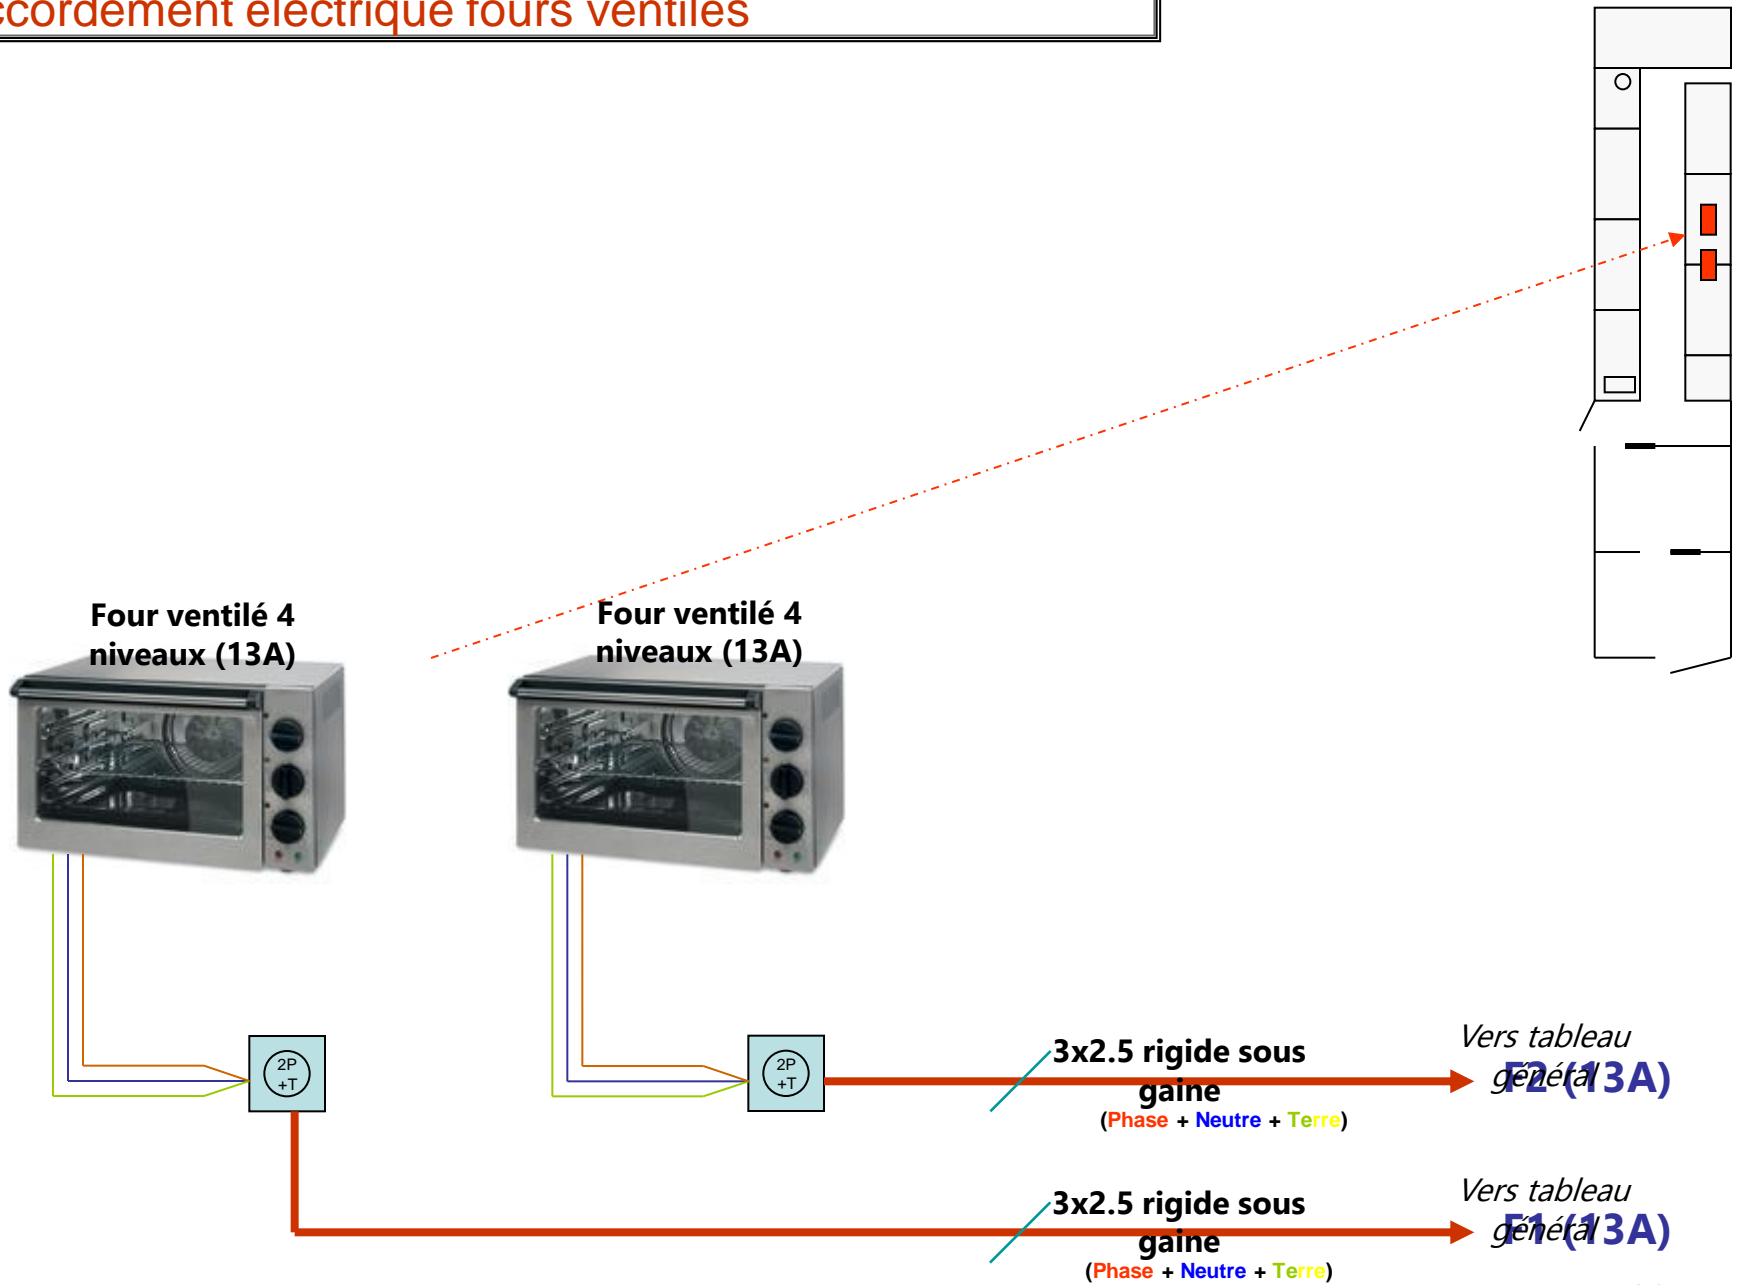 ccordement électrique fours ventilés
Four ventilé 4
niveaux (13A)
Four ventilé 4
niveaux (13A)
2P
+T
2P
+T
3x2.5 rigide sous
gaine
(Phase + Neutre + Terre)
Vers tableau
général
F2 (13A)
3x2.5 rigide sous
gaine
(Phase + Neutre + Terre)
Vers tableau
général
F1 (13A)